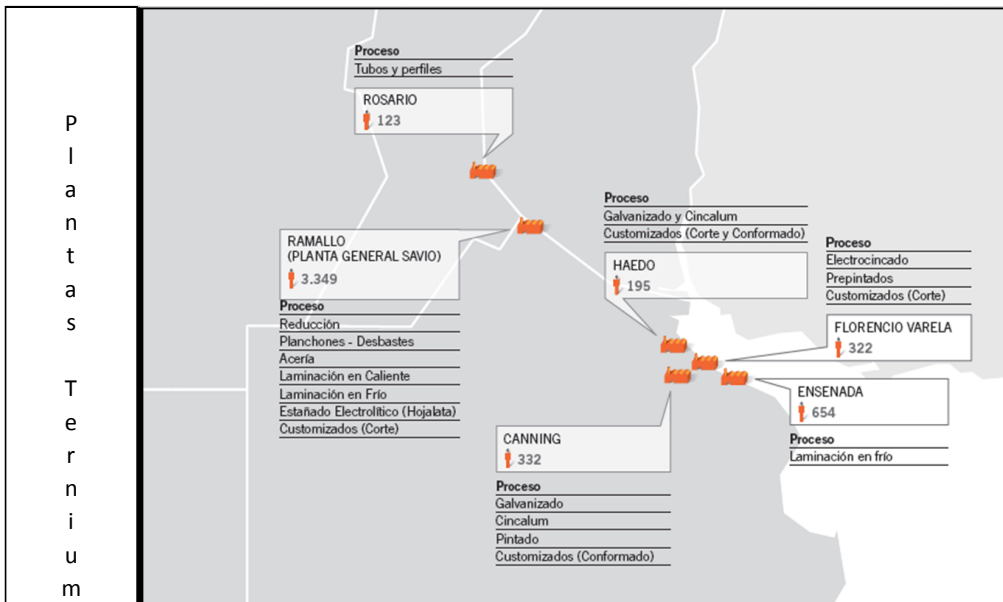 Plantas Ternium
Proceso
Tubos y perfiles
ROSARIO
123
RAMALLO
(PLANTA GENERAL SAVIO)
3.349
Proceso
Reducción
Planchones - Desbastes
Acería
Laminación en Caliente
Laminación en Frío
Estañado Electrolítico (Hojalata)
Customizados (Corte)
Proceso
Galvanizado y Cincalum
Customizados (Corte y Conformado)
HAEDO
195
Proceso
Electrocincado
Prepintados
Customizados (Corte)
FLORENCIO VARELA
322
ENSENADA
654
Proceso
Laminación en frío
CANNING
332
Proceso
Galvanizado
Cincalum
Pintado
Customizados (Conformado)